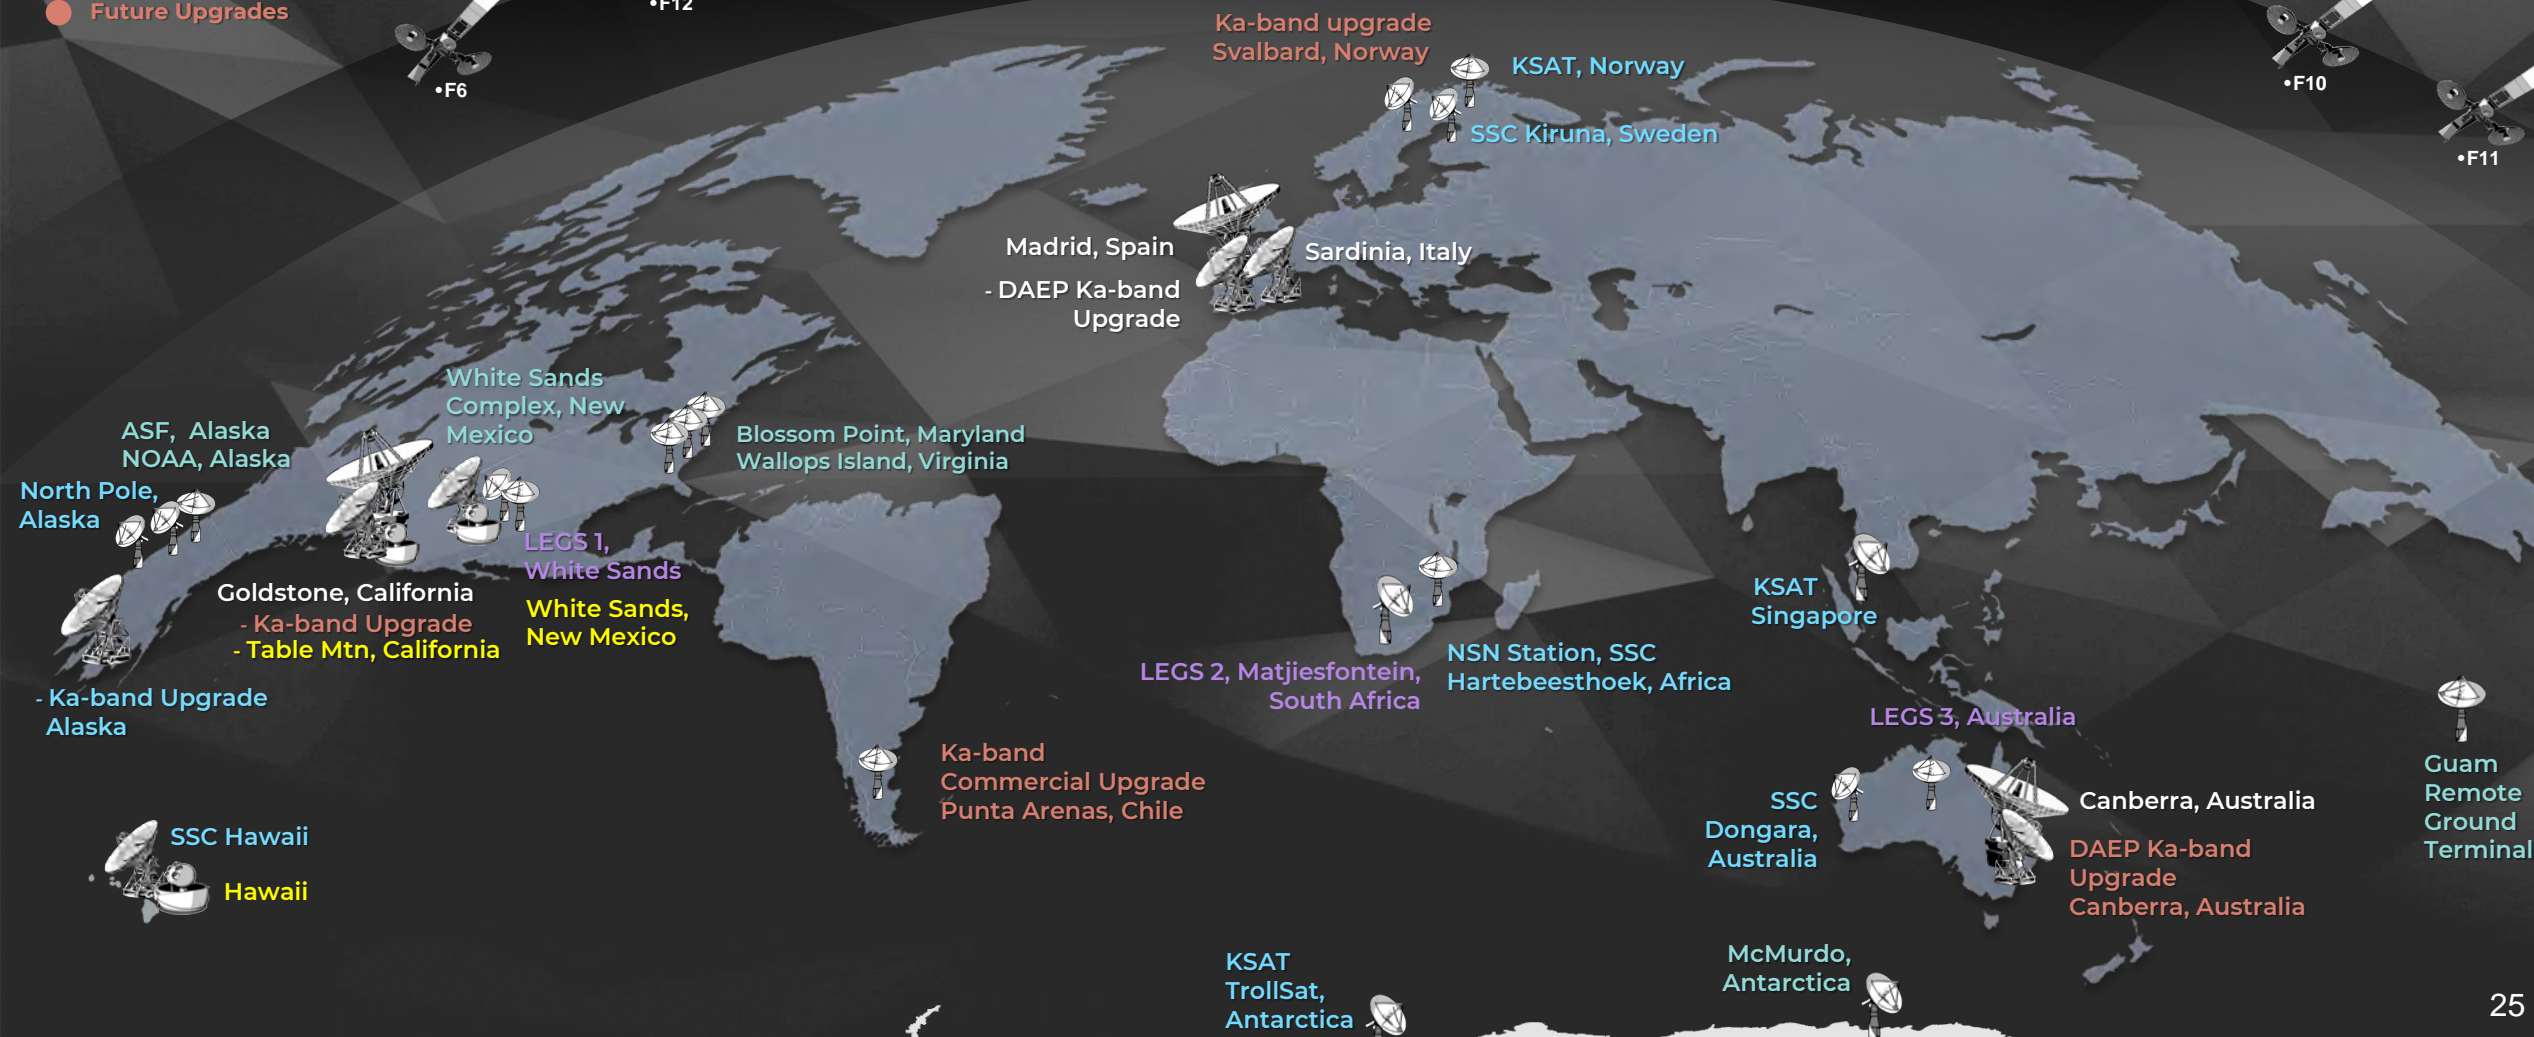 Future Upgrades
•F12
•F6
Ka-band upgrade
Svalbard, Norway
KSAT, Norway
SSC Kiruna, Sweden
•F10
•F11
Madrid, Spain
- DAEP Ka-band
Upgrade
Sardinia, Italy
White Sands
Complex, New
Mexico
ASF, Alaska
NOAA, Alaska
North Pole,
Alaska
Blossom Point, Maryland
Wallops Island, Virginia
LEGS 1,
White Sands
White Sands,
New Mexico
Goldstone, California
- Ka-band Upgrade
- Table Mtn, California
- Ka-band Upgrade
Alaska
KSAT
Singapore
LEGS 2, Matjiesfontein,
South Africa
NSN Station, SSC
Hartebeesthoek, Africa
LEGS 3, Australia
Ka-band
Commercial Upgrade
Punta Arenas, Chile
SSC
Dongara,
Australia
Canberra, Australia
DAEP Ka-band
Upgrade
Canberra, Australia
Guam
Remote
Ground
Terminal
SSC Hawaii
Hawaii
KSAT
TrollSat,
Antarctica
McMurdo,
Antarctica
25